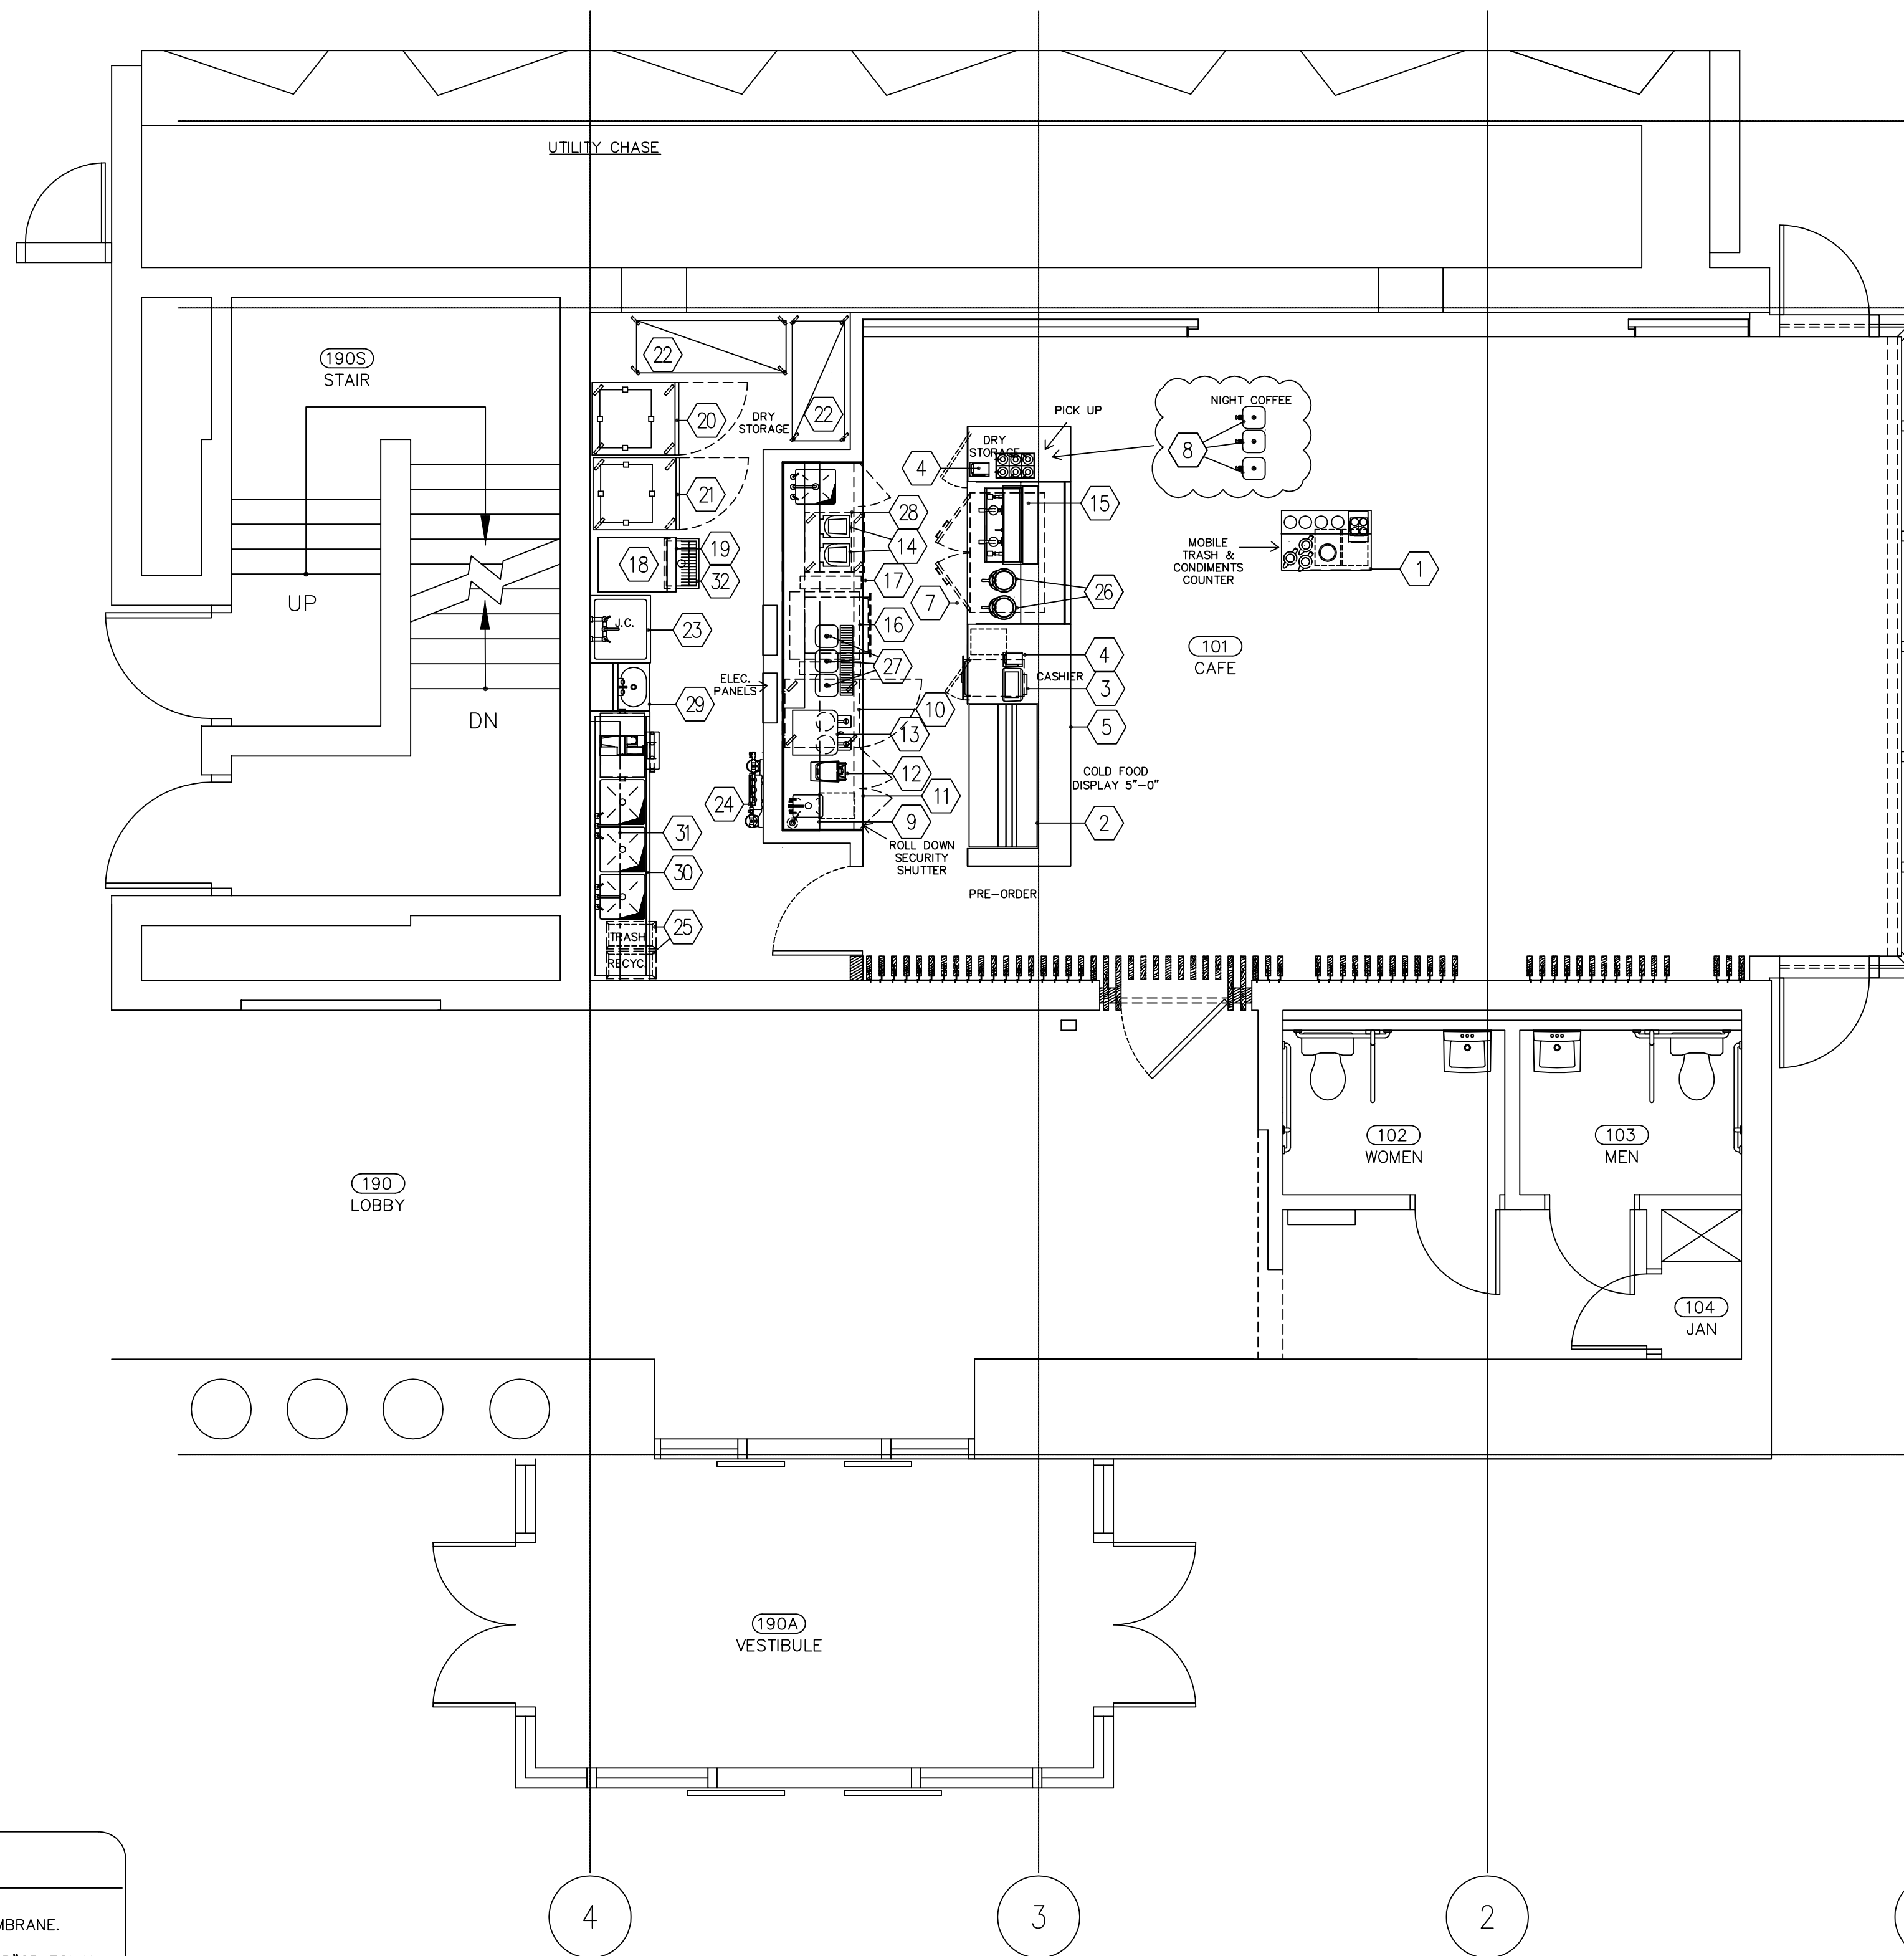 UTILITY CHASE
190S
STAIR
UP
DN
22
22
20
DRY
STORAGE
21
19
18
32
23
J.C.
29
ELEC.
PANELS
24
31
30
25
TRASH
RECYC.
28
14
17
16
27
10
13
12
11
9
ROLL DOWN
SECURITY
SHUTTER
PICK UP
DRY
STORAGE
4
15
7
26
4
CASHIER
3
5
COLD FOOD
DISPLAY 5"-0"
2
PRE-ORDER
NIGHT COFFEE
8
MOBILE
TRASH &
CONDIMENTS
COUNTER
1
101
CAFE
102
WOMEN
103
MEN
104
JAN
190
LOBBY
190A
VESTIBULE
4
3
2
MBRANE.